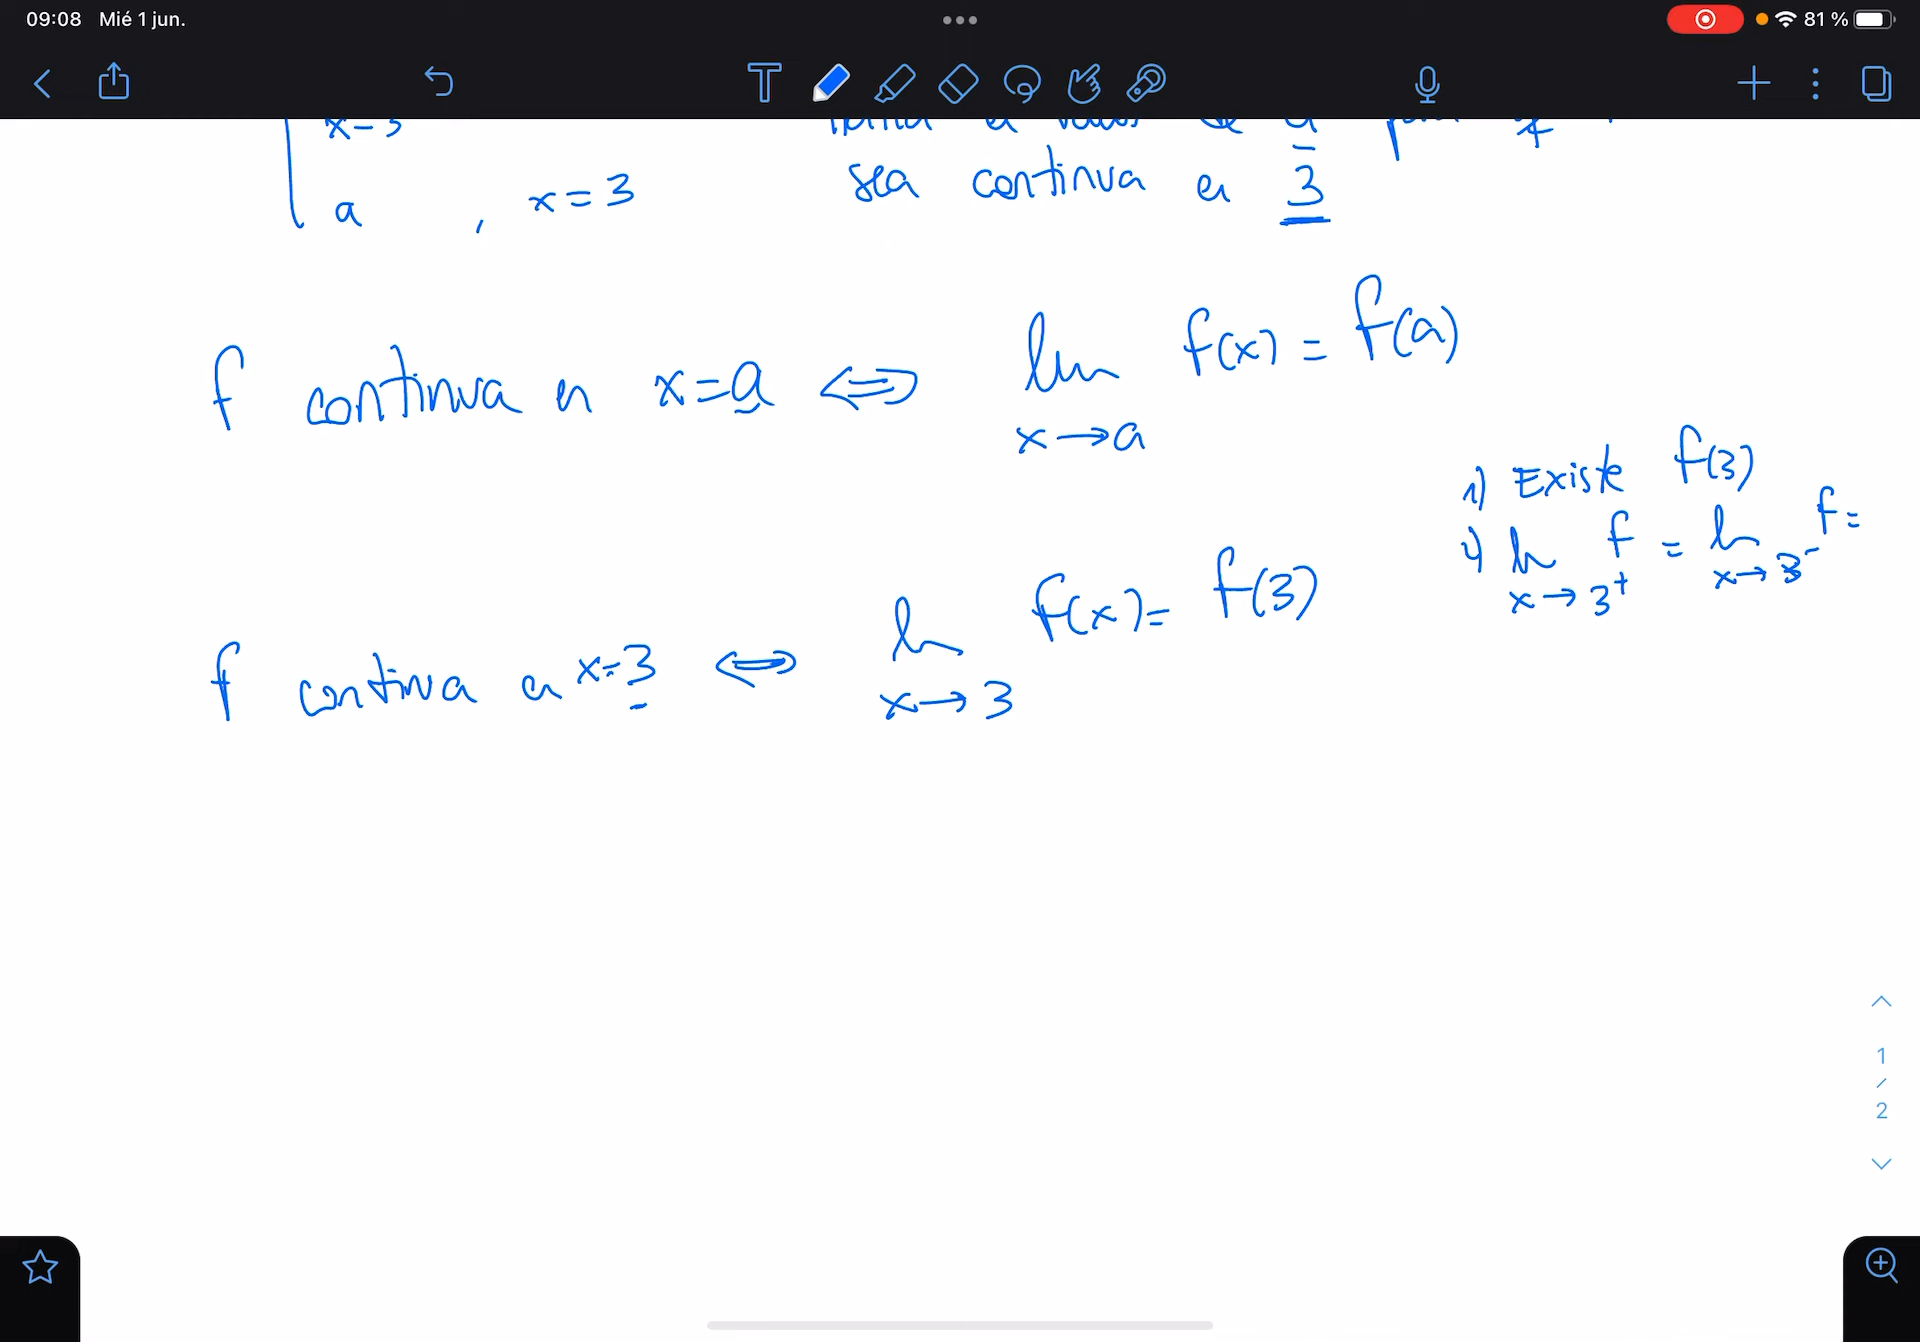 09:08 Mié 1 jun.
81 %
x-3
a , x=3
sea continua en 3
f continua en x=a ⇔ lim f(x) = f(a)
x→a
1) Existe f(3)
2) lim f = lim f =
x→3⁺ x→3⁻
f continua en x=3 ⇔ lim f(x) = f(3)
x→3
1
/
2